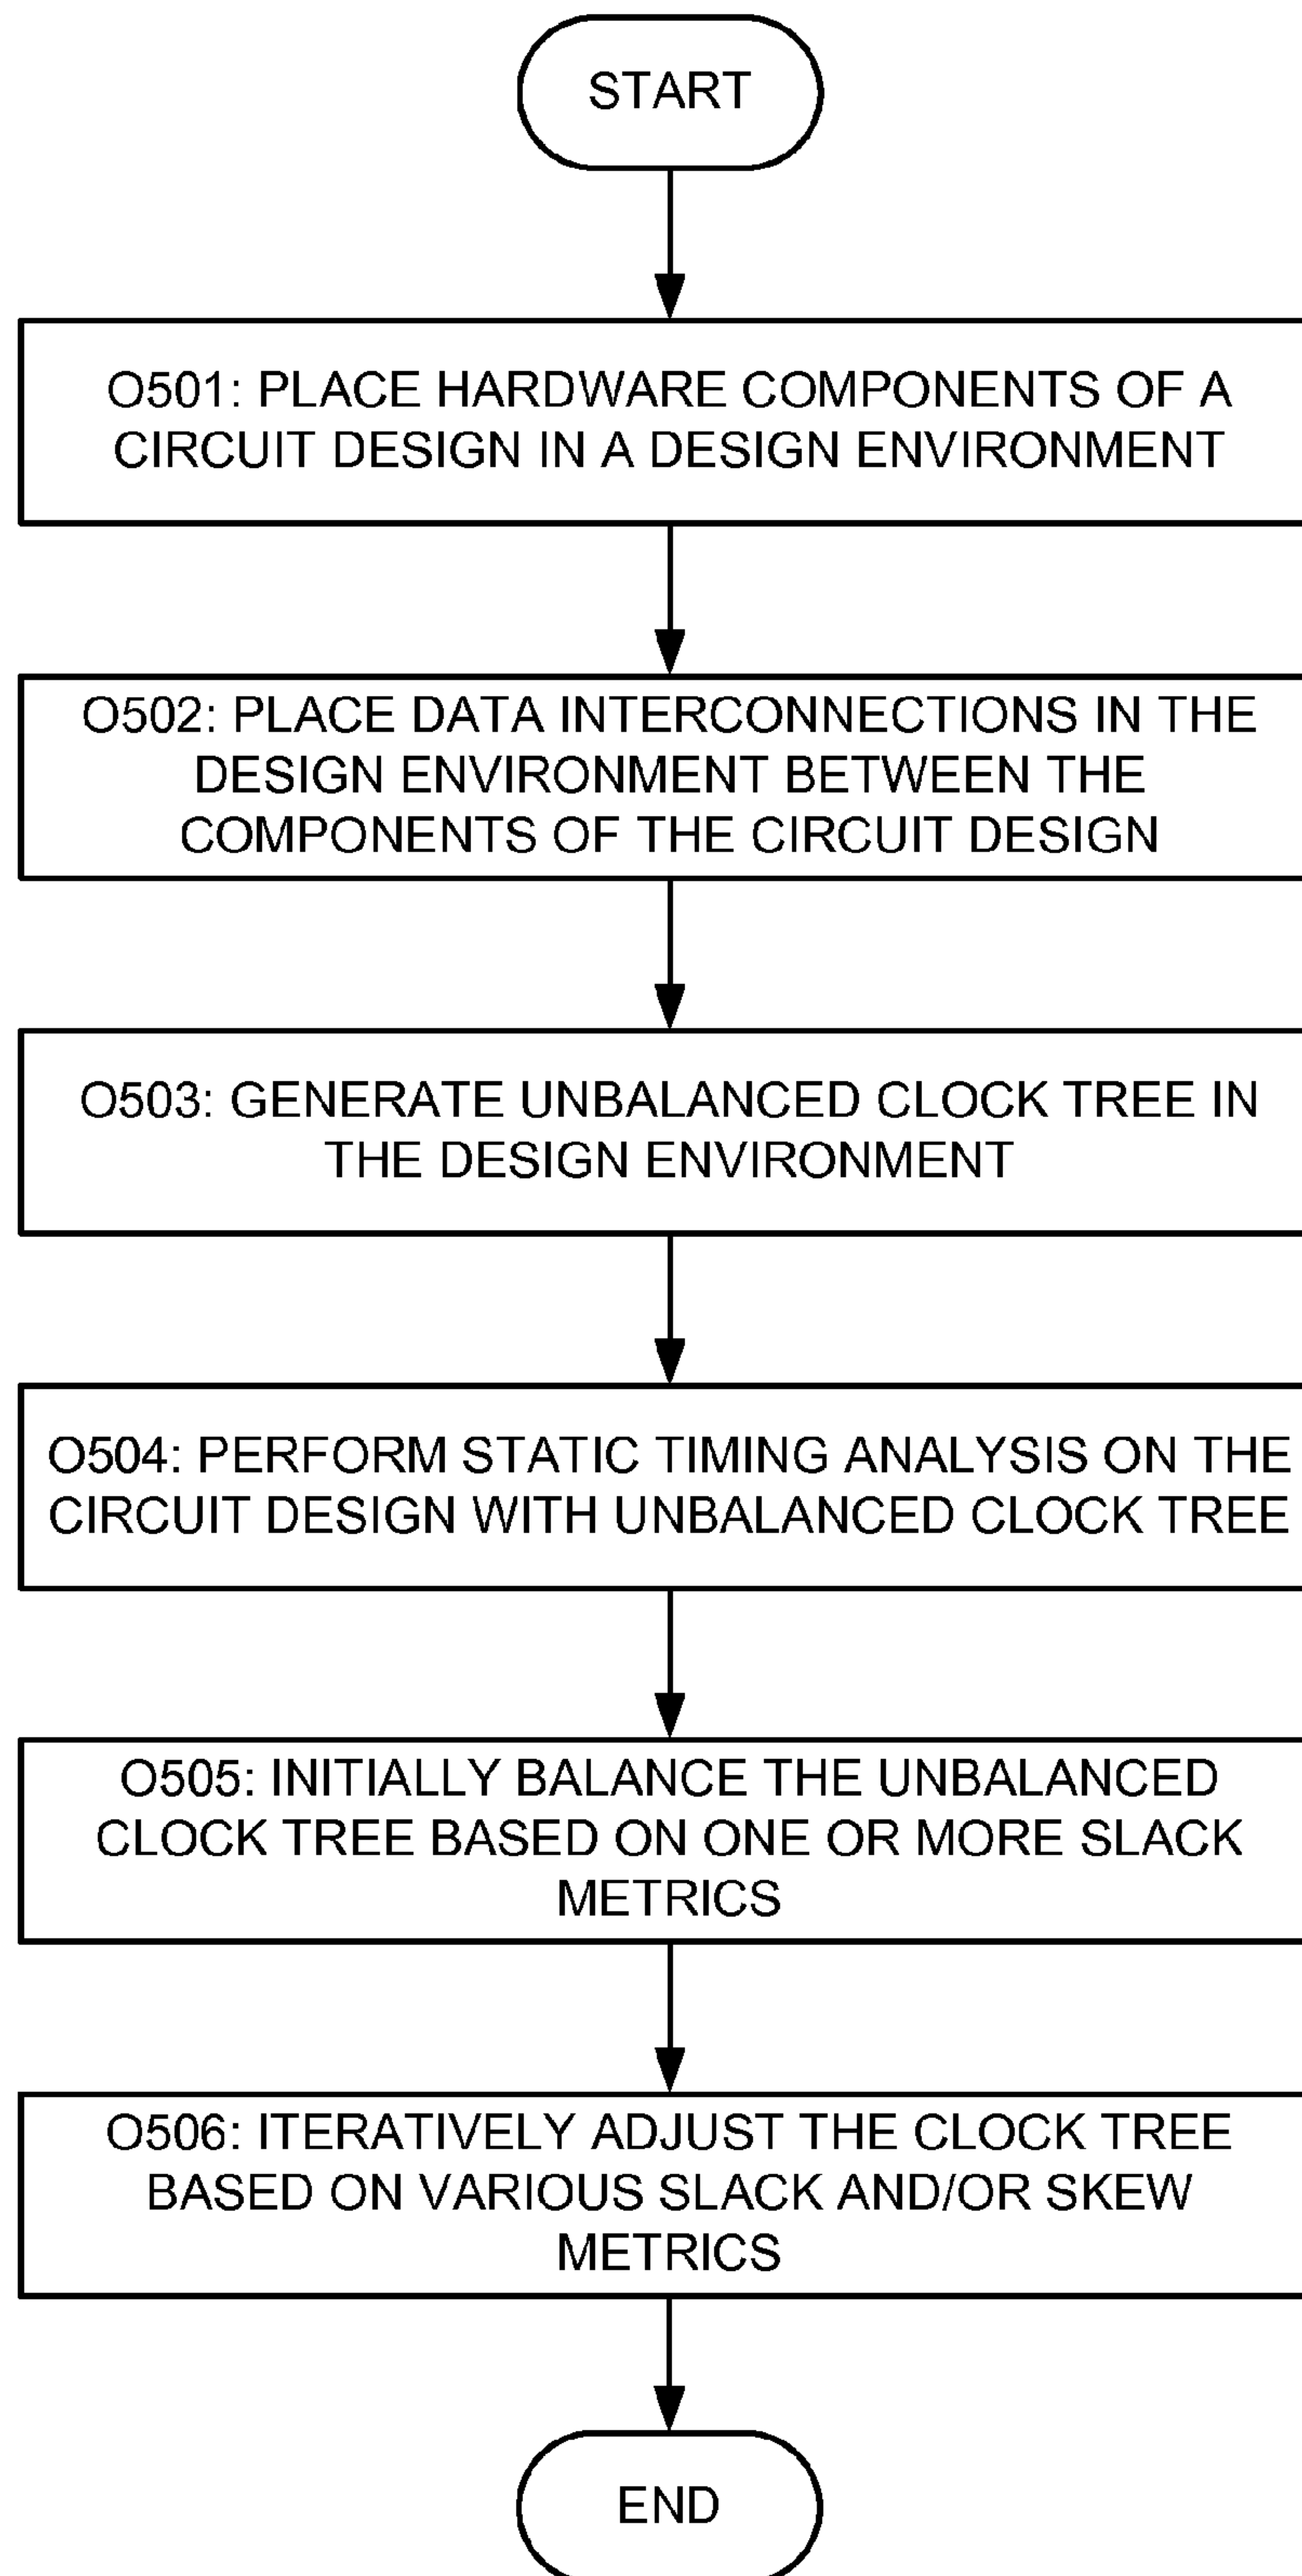 START
O501: PLACE HARDWARE COMPONENTS OF A
CIRCUIT DESIGN IN A DESIGN ENVIRONMENT
O502: PLACE DATA INTERCONNECTIONS IN THE
DESIGN ENVIRONMENT BETWEEN THE
COMPONENTS OF THE CIRCUIT DESIGN
O503: GENERATE UNBALANCED CLOCK TREE IN
THE DESIGN ENVIRONMENT
O504: PERFORM STATIC TIMING ANALYSIS ON THE
CIRCUIT DESIGN WITH UNBALANCED CLOCK TREE
O505: INITIALLY BALANCE THE UNBALANCED
CLOCK TREE BASED ON ONE OR MORE SLACK
METRICS
O506: ITERATIVELY ADJUST THE CLOCK TREE
BASED ON VARIOUS SLACK AND/OR SKEW
METRICS
END